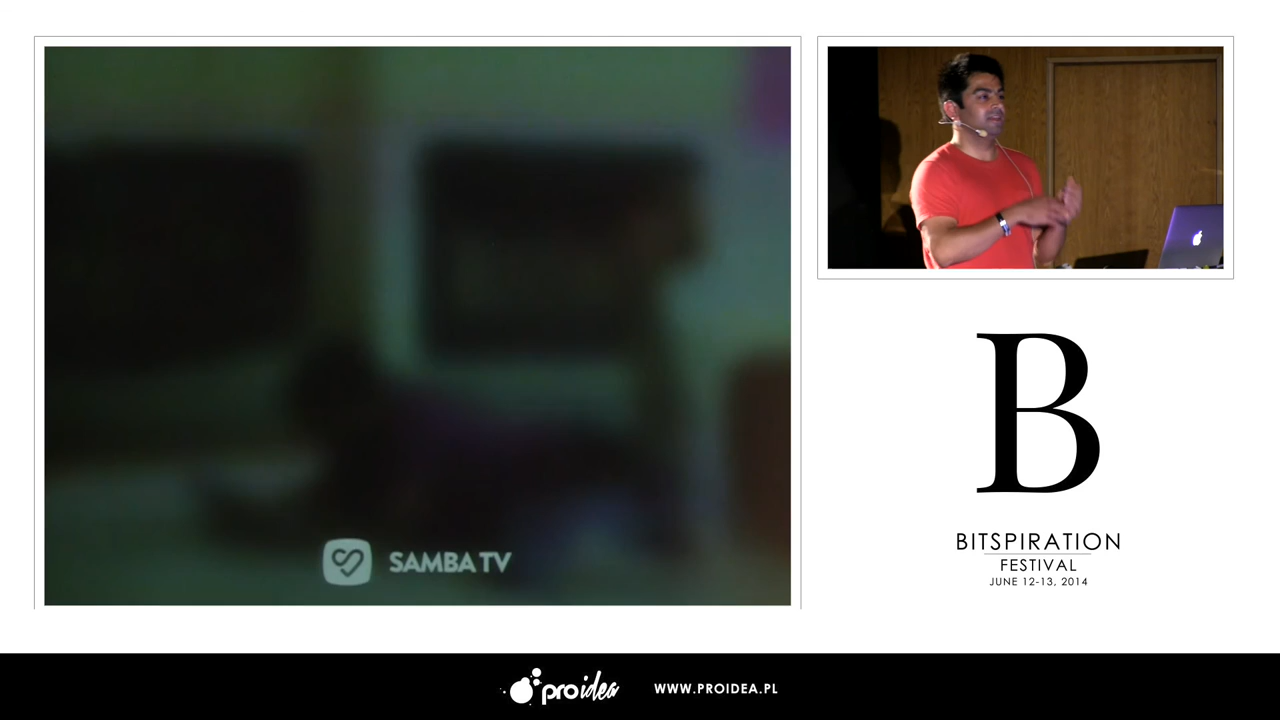 SAMBA TV
B
BITSPIRATION
FESTIVAL
JUNE 12-13, 2014
proidea
WWW.PROIDEA.PL